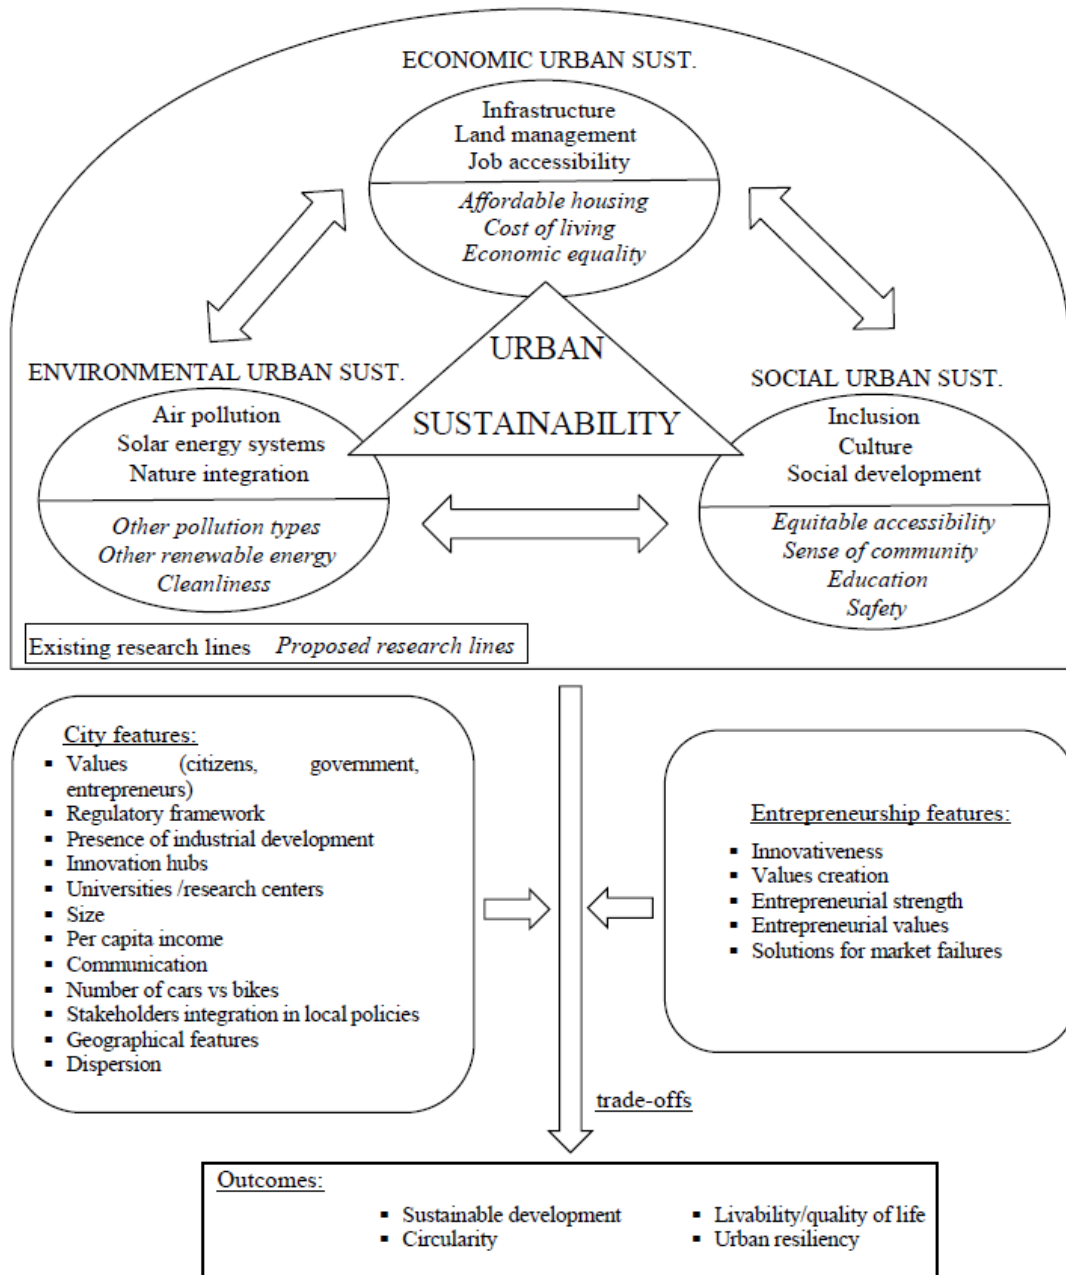 ECONOMIC URBAN SUST.
Infrastructure
Land management
Job accessibility
Affordable housing
Cost of living
Economic equality
URBAN
SUSTAINABILITY
ENVIRONMENTAL URBAN SUST.
Air pollution
Solar energy systems
Nature integration
Other pollution types
Other renewable energy
Cleanliness
SOCIAL URBAN SUST.
Inclusion
Culture
Social development
Equitable accessibility
Sense of community
Education
Safety
Existing research lines Proposed research lines
City features:
▪ Values (citizens, government,
entrepreneurs)
▪ Regulatory framework
▪ Presence of industrial development
▪ Innovation hubs
▪ Universities /research centers
▪ Size
▪ Per capita income
▪ Communication
▪ Number of cars vs bikes
▪ Stakeholders integration in local policies
▪ Geographical features
▪ Dispersion
Entrepreneurship features:
▪ Innovativeness
▪ Values creation
▪ Entrepreneurial strength
▪ Entrepreneurial values
▪ Solutions for market failures
trade-offs
Outcomes:
▪ Sustainable development
▪ Circularity
▪ Livability/quality of life
▪ Urban resiliency